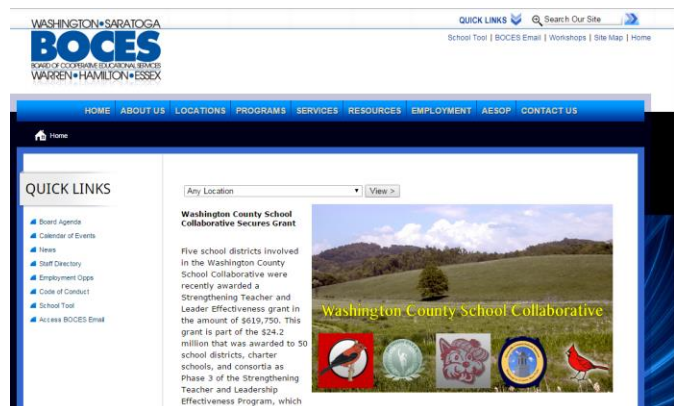 WASHINGTON•SARATOGA
BOCES
BOARD OF COOPERATIVE EDUCATIONAL SERVICES
WARREN•HAMILTON•ESSEX
QUICK LINKS
Search Our Site
School Tool | BOCES Email | Workshops | Site Map | Home
HOME ABOUT US LOCATIONS PROGRAMS SERVICES RESOURCES EMPLOYMENT AESOP CONTACT US
Home
QUICK LINKS
Board Agenda
Calendar of Events
News
Staff Directory
Employment Opps
Code of Conduct
School Tool
Access BOCES Email
Any Location
View >
Washington County School
Collaborative Secures Grant
Five school districts involved
in the Washington County
School Collaborative were
recently awarded a
Strengthening Teacher and
Leader Effectiveness grant in
the amount of $619,750. This
grant is part of the $24.2
million that was awarded to 50
school districts, charter
schools, and consortia as
Phase 3 of the Strengthening
Teacher and Leadership
Effectiveness Program, which
Washington County School Collaborative